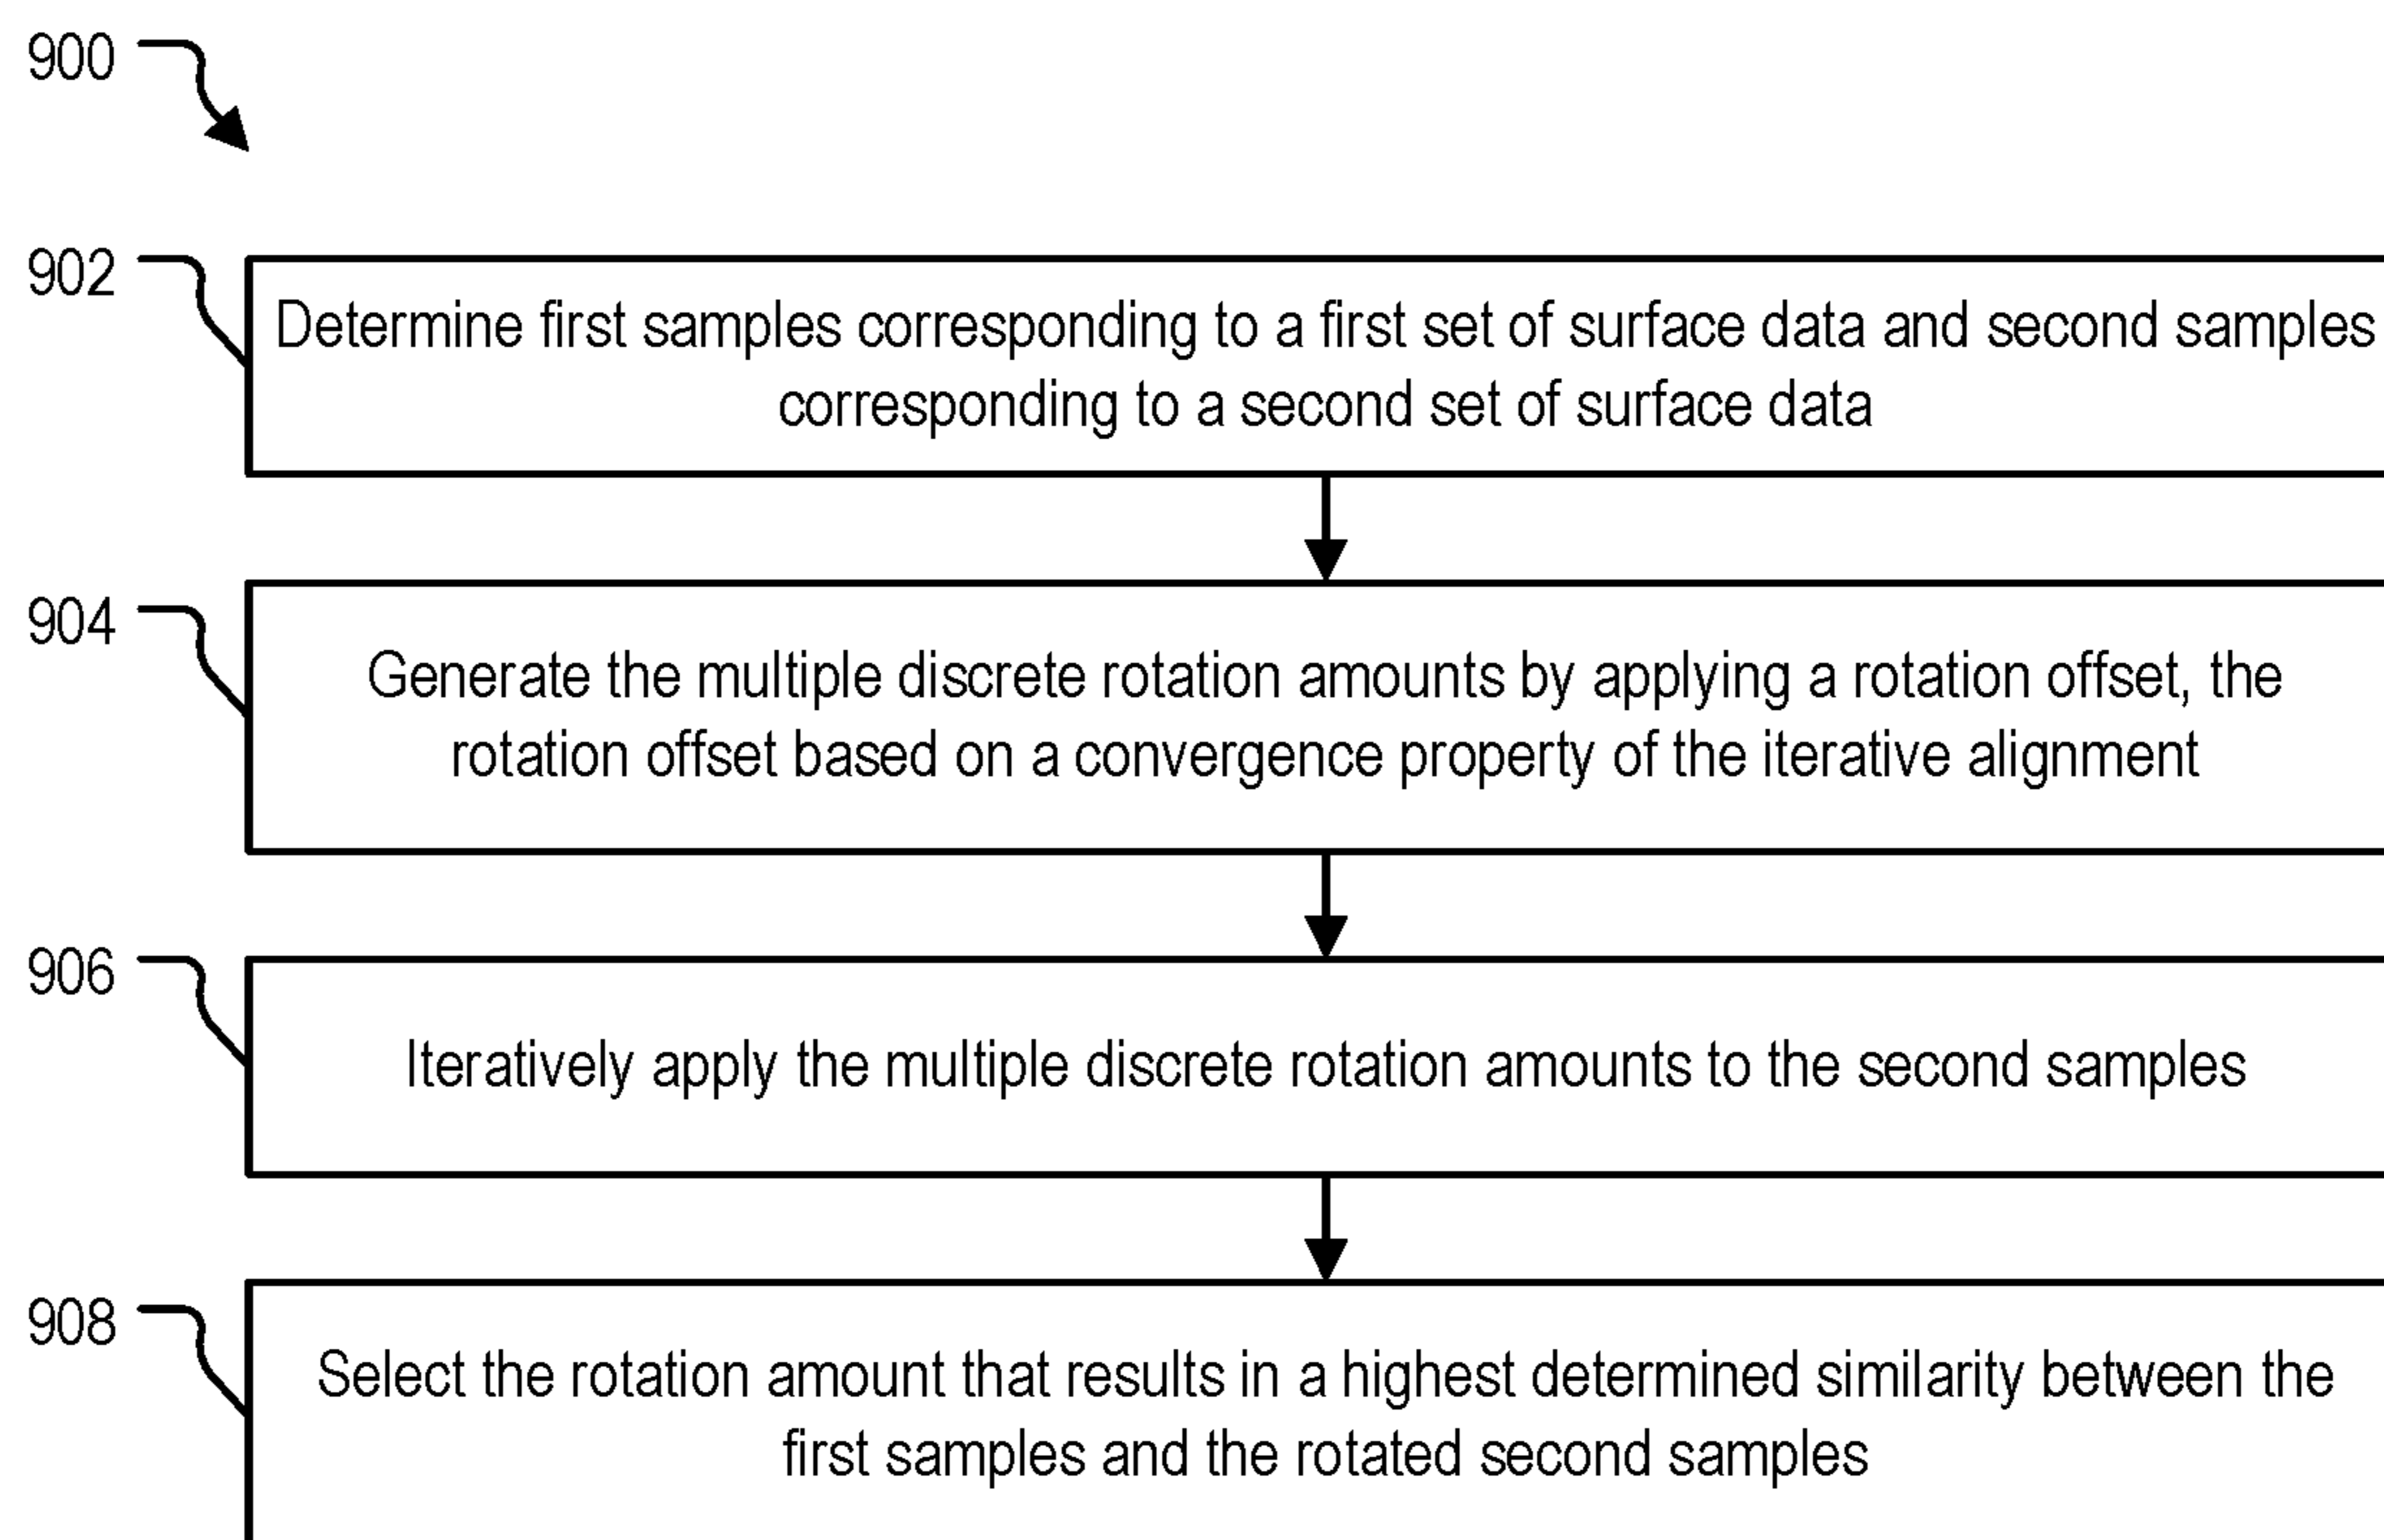 900
902
Determine first samples corresponding to a first set of surface data and second samples
corresponding to a second set of surface data
904
Generate the multiple discrete rotation amounts by applying a rotation offset, the
rotation offset based on a convergence property of the iterative alignment
906
Iteratively apply the multiple discrete rotation amounts to the second samples
908
Select the rotation amount that results in a highest determined similarity between the
first samples and the rotated second samples